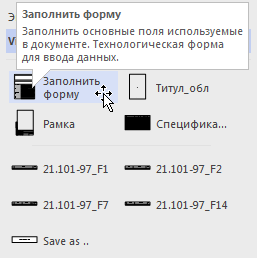 Заполнить форму
Заполнить основные поля используемые
в документе. Технологическая форма
для ввода данных.
Заполнить
форму
Титул_обл
Рамка
Специфика...
21.101-97_F1
21.101-97_F2
21.101-97_F7
21.101-97_F14
Save as ..